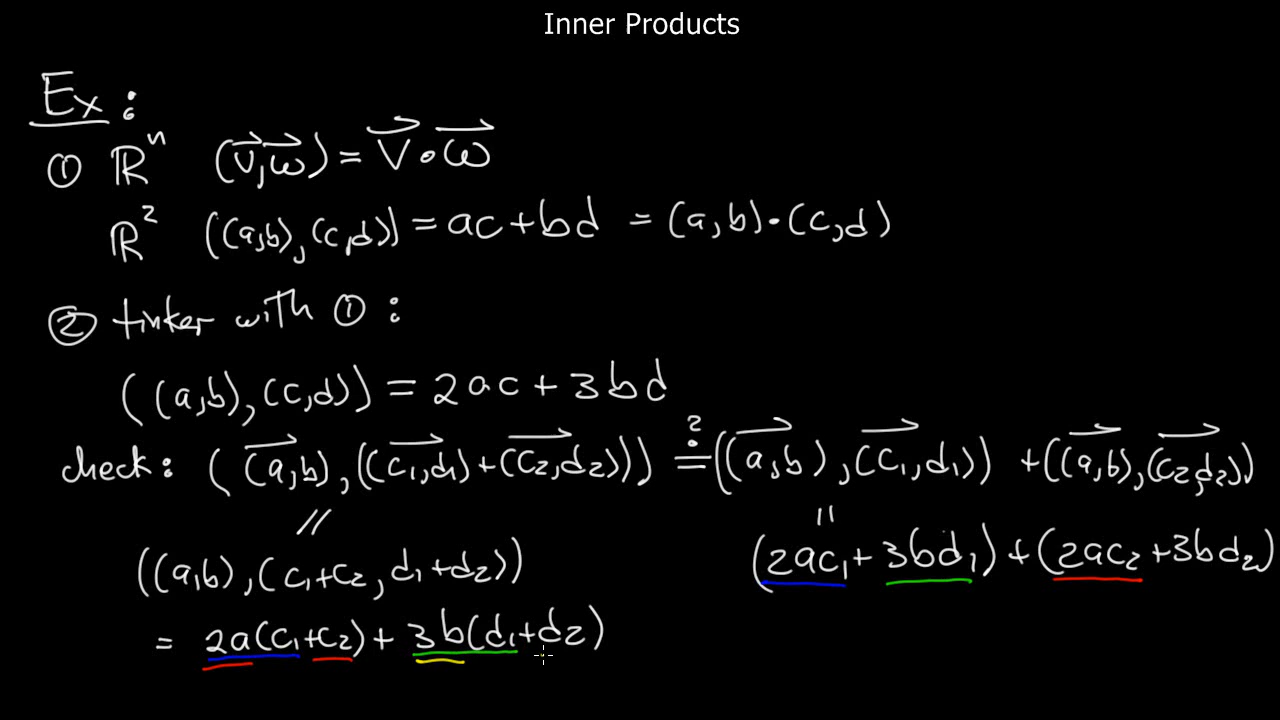 Inner Products
Ex:
① ℝⁿ (v⃗,w⃗) = v⃗ • w⃗
ℝ² ((a,b),(c,d)) = ac + bd = (a,b)·(c,d)
② tinker with ① :
((a,b),(c,d)) = 2ac + 3bd
check: ((a,b),((c₁,d₁)+(c₂,d₂))) ≟ ((a,b),(c₁,d₁)) + ((a,b),(c₂,d₂))
((a,b),(c₁+c₂,d₁+d₂)) (2ac₁ + 3bd₁) + (2ac₂ + 3bd₂)
= 2a(c₁+c₂) + 3b(d₁+d₂)